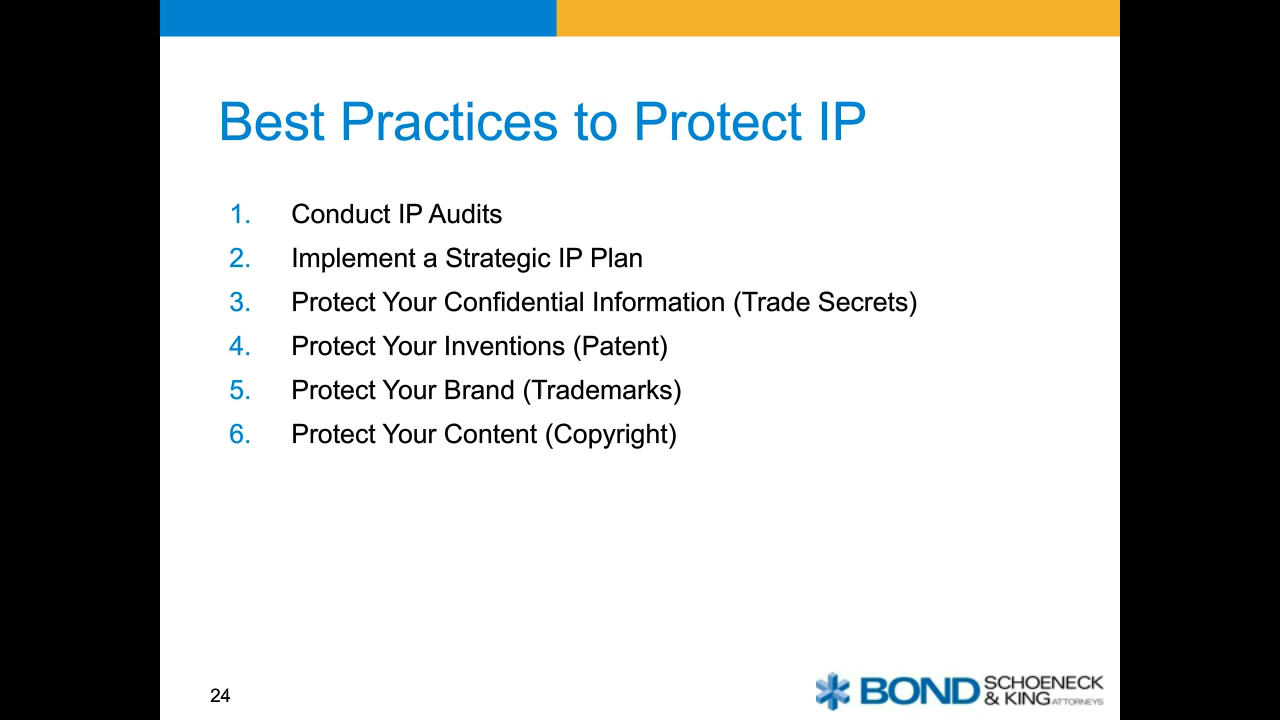 Best Practices to Protect IP
1. Conduct IP Audits
2. Implement a Strategic IP Plan
3. Protect Your Confidential Information (Trade Secrets)
4. Protect Your Inventions (Patent)
5. Protect Your Brand (Trademarks)
6. Protect Your Content (Copyright)
24
BOND SCHOENECK
& KING ATTORNEYS